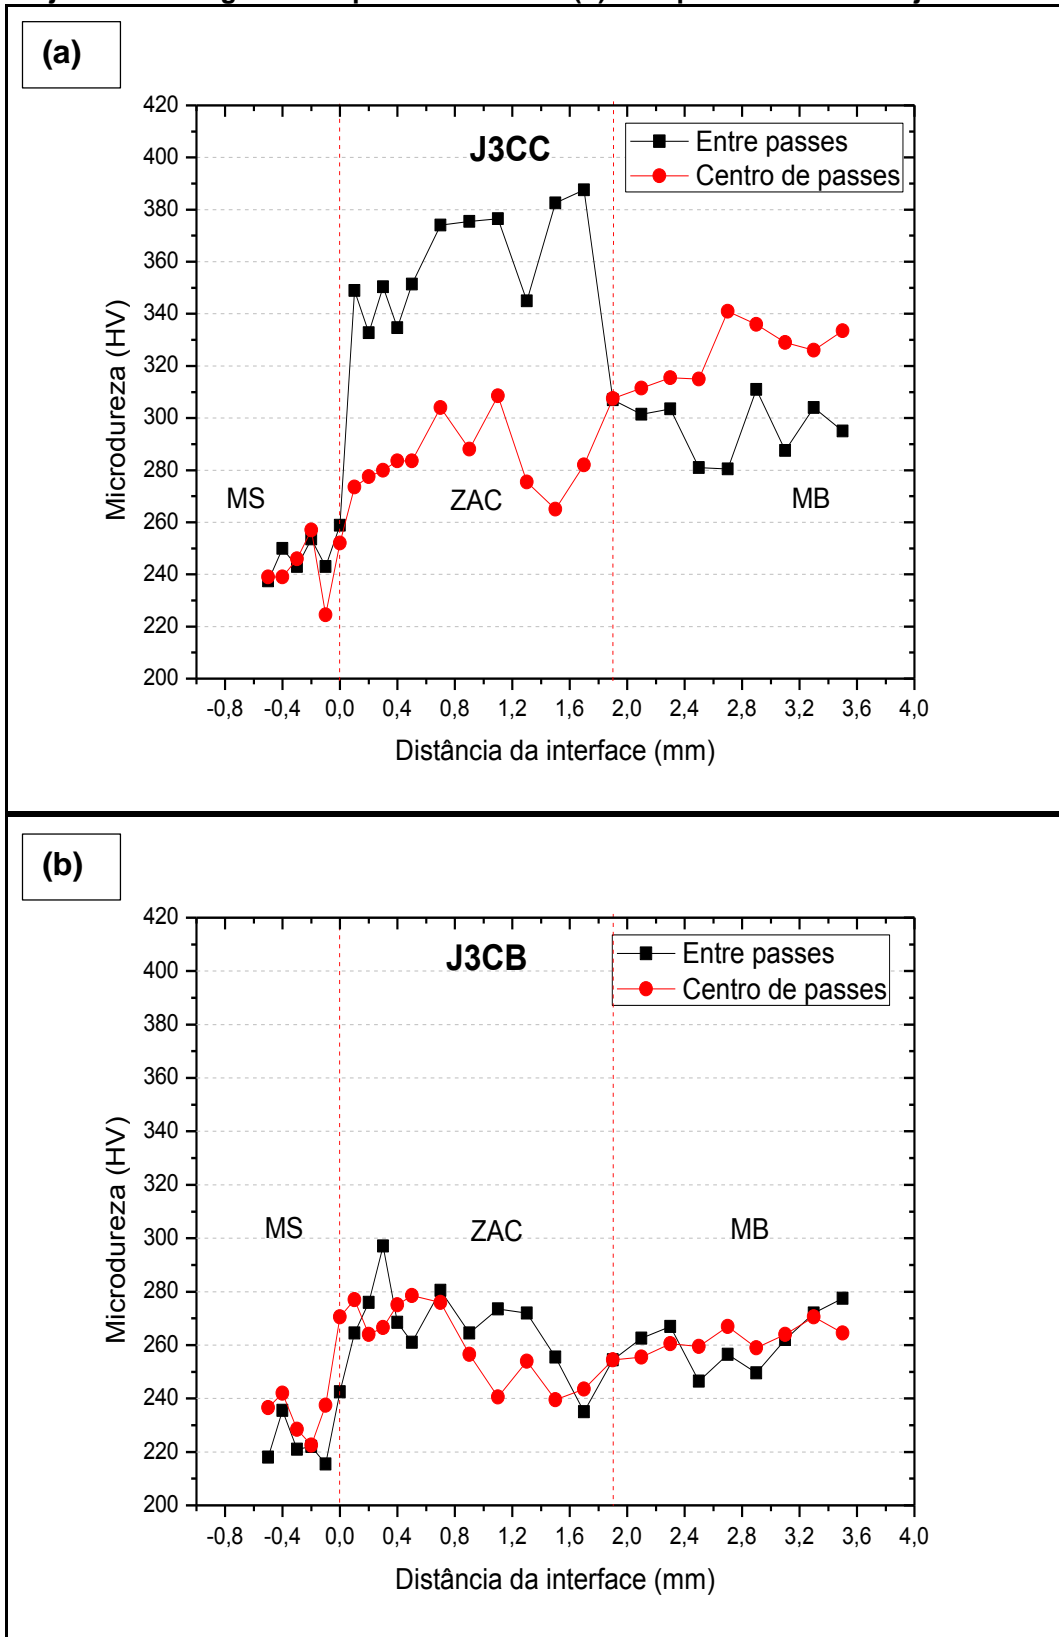 (a)
420
400
380
360
340
320
300
280
260
240
220
200
Microdureza (HV)
J3CC
Entre passes
Centro de passes
MS
ZAC
MB
-0,8 -0,4 0,0 0,4 0,8 1,2 1,6 2,0 2,4 2,8 3,2 3,6 4,0
Distância da interface (mm)
(b)
420
400
380
360
340
320
300
280
260
240
220
200
Microdureza (HV)
J3CB
Entre passes
Centro de passes
MS
ZAC
MB
-0,8 -0,4 0,0 0,4 0,8 1,2 1,6 2,0 2,4 2,8 3,2 3,6 4,0
Distância da interface (mm)